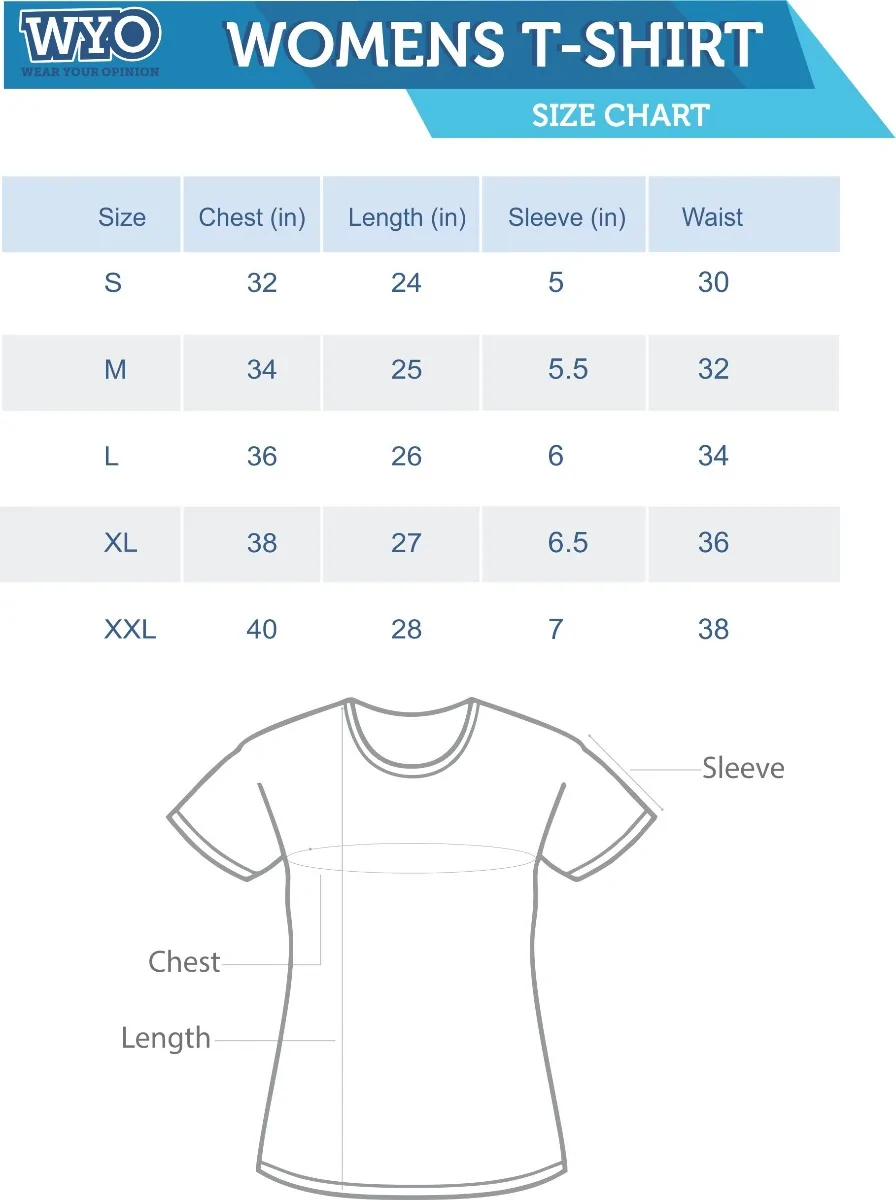 WYO
WEAR YOUR OPINION
WOMENS T-SHIRT
SIZE CHART
Size Chest (in) Length (in) Sleeve (in) Waist
S 32 24 5 30
M 34 25 5.5 32
L 36 26 6 34
XL 38 27 6.5 36
XXL 40 28 7 38
Sleeve
Chest
Length